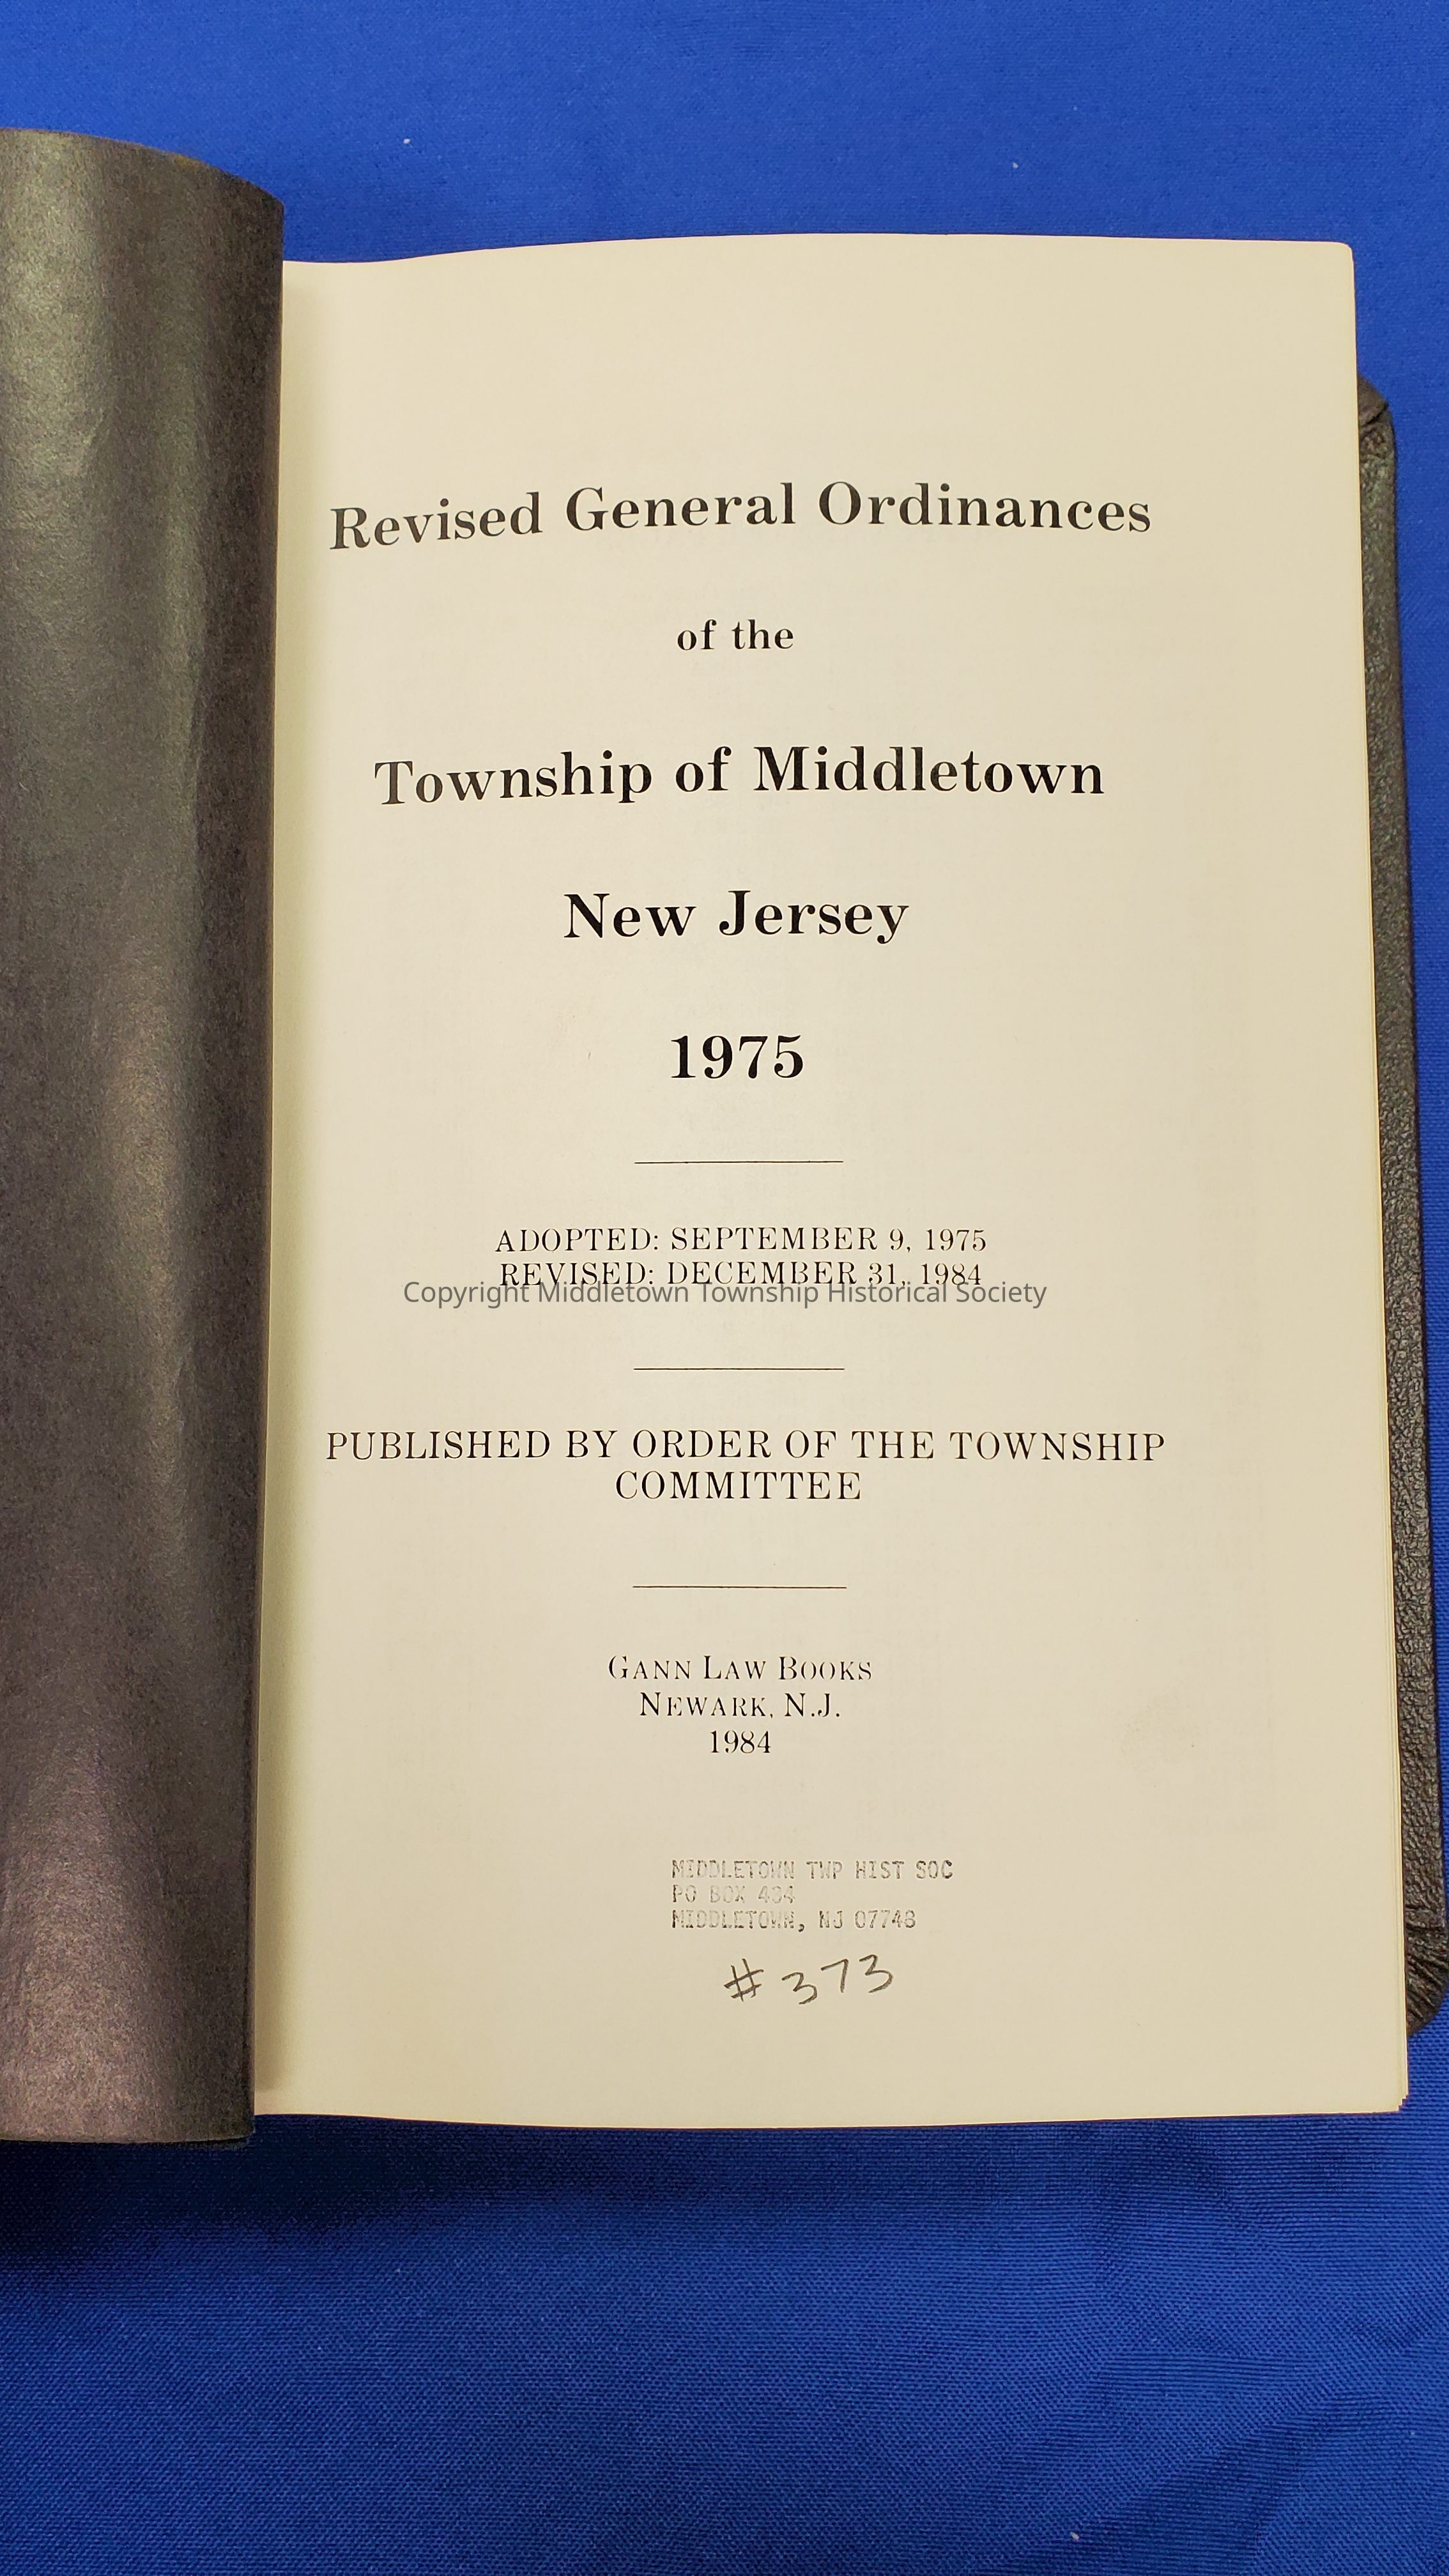 Revised General Ordinances
of the
Township of Middletown
New Jersey
1975
ADOPTED: SEPTEMBER 9, 1975
REVISED: DECEMBER 31, 1984
Copyright Middletown Township Historical Society
PUBLISHED BY ORDER OF THE TOWNSHIP
COMMITTEE
GANN LAW BOOKS
NEWARK, N.J.
1984
MIDDLETOWN TWP HIST SOC
PO BOX 434
MIDDLETOWN, NJ 07748
#373